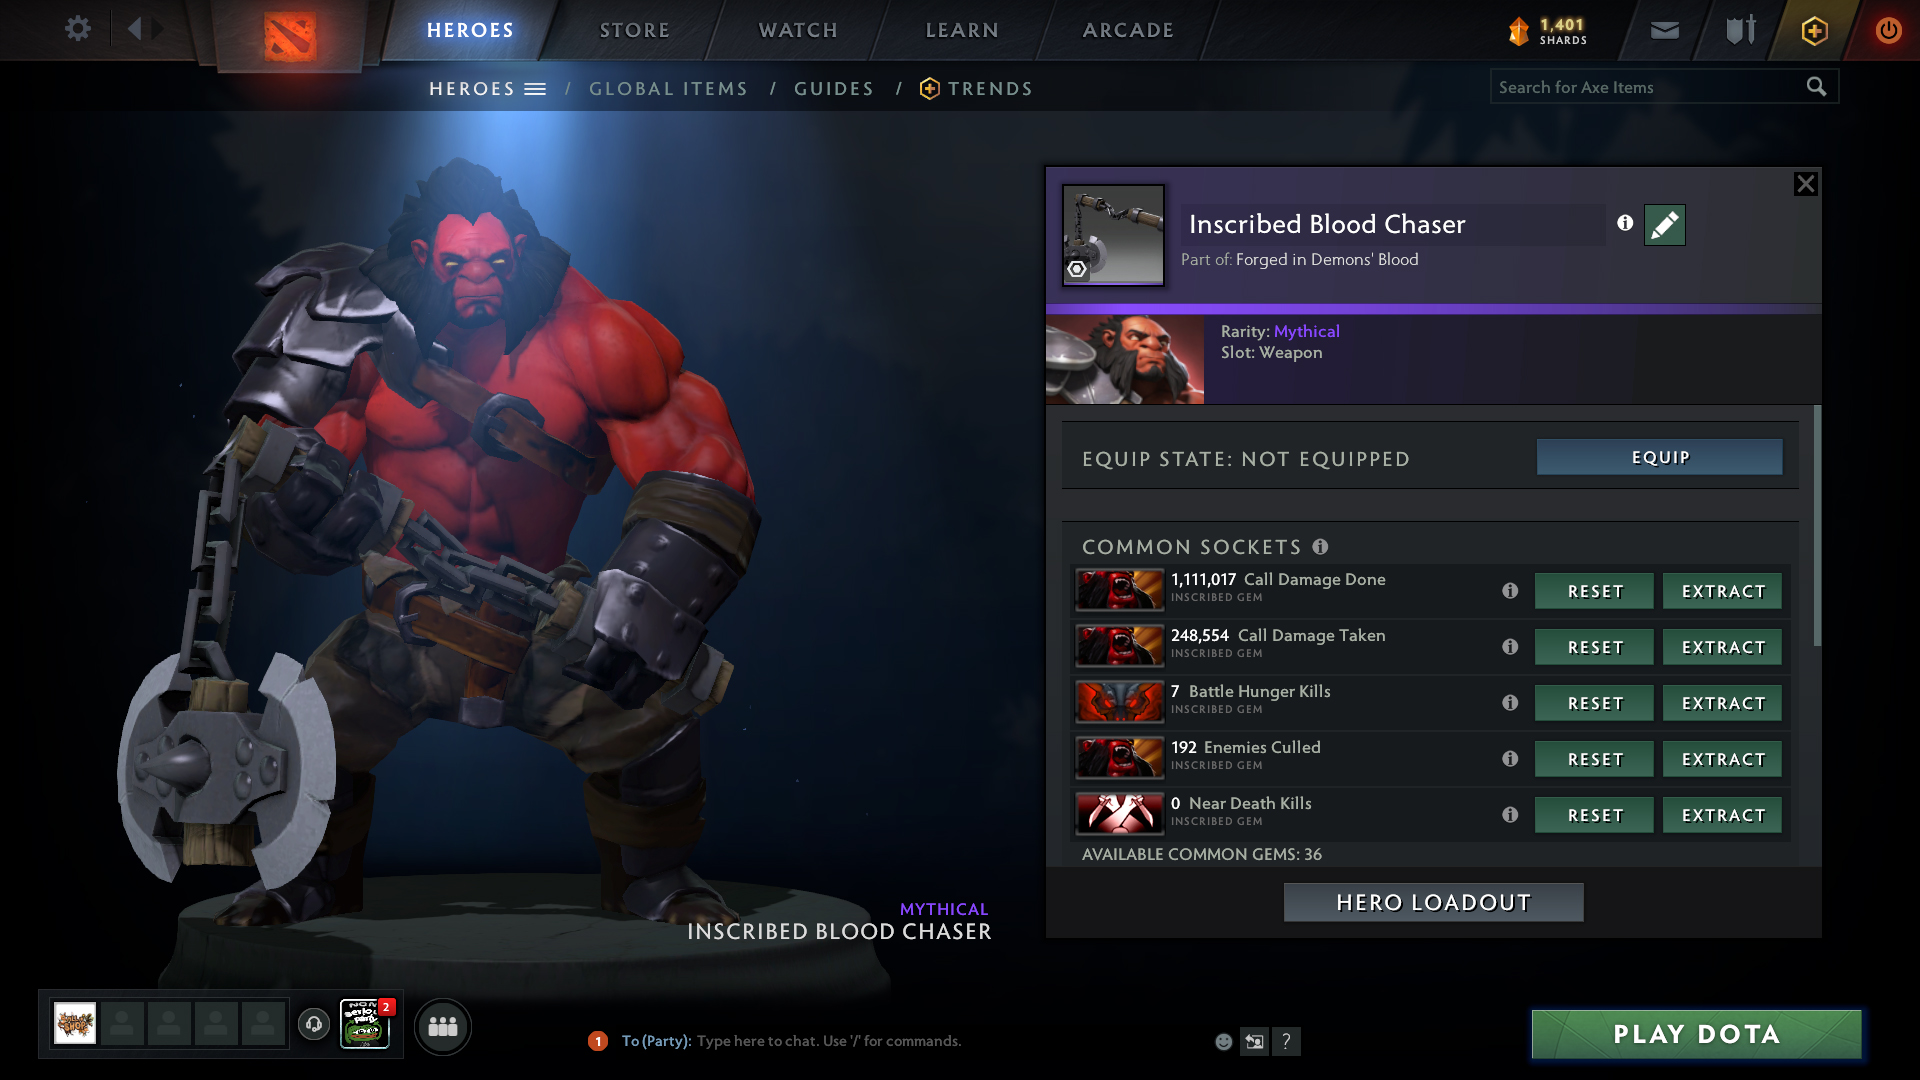 HEROES
STORE
WATCH
LEARN
ARCADE
1,401
SHARDS
HEROES / GLOBAL ITEMS / GUIDES / TRENDS
Search for Axe Items
Inscribed Blood Chaser
Part of: Forged in Demons' Blood
Rarity: Mythical
Slot: Weapon
EQUIP STATE: NOT EQUIPPED
EQUIP
COMMON SOCKETS
1,111,017 Call Damage Done
INSCRIBED GEM
RESET
EXTRACT
248,554 Call Damage Taken
INSCRIBED GEM
RESET
EXTRACT
7 Battle Hunger Kills
INSCRIBED GEM
RESET
EXTRACT
192 Enemies Culled
INSCRIBED GEM
RESET
EXTRACT
0 Near Death Kills
INSCRIBED GEM
RESET
EXTRACT
AVAILABLE COMMON GEMS: 36
HERO LOADOUT
MYTHICAL
INSCRIBED BLOOD CHASER
2
1
To (Party): Type here to chat. Use '/' for commands.
?
PLAY DOTA